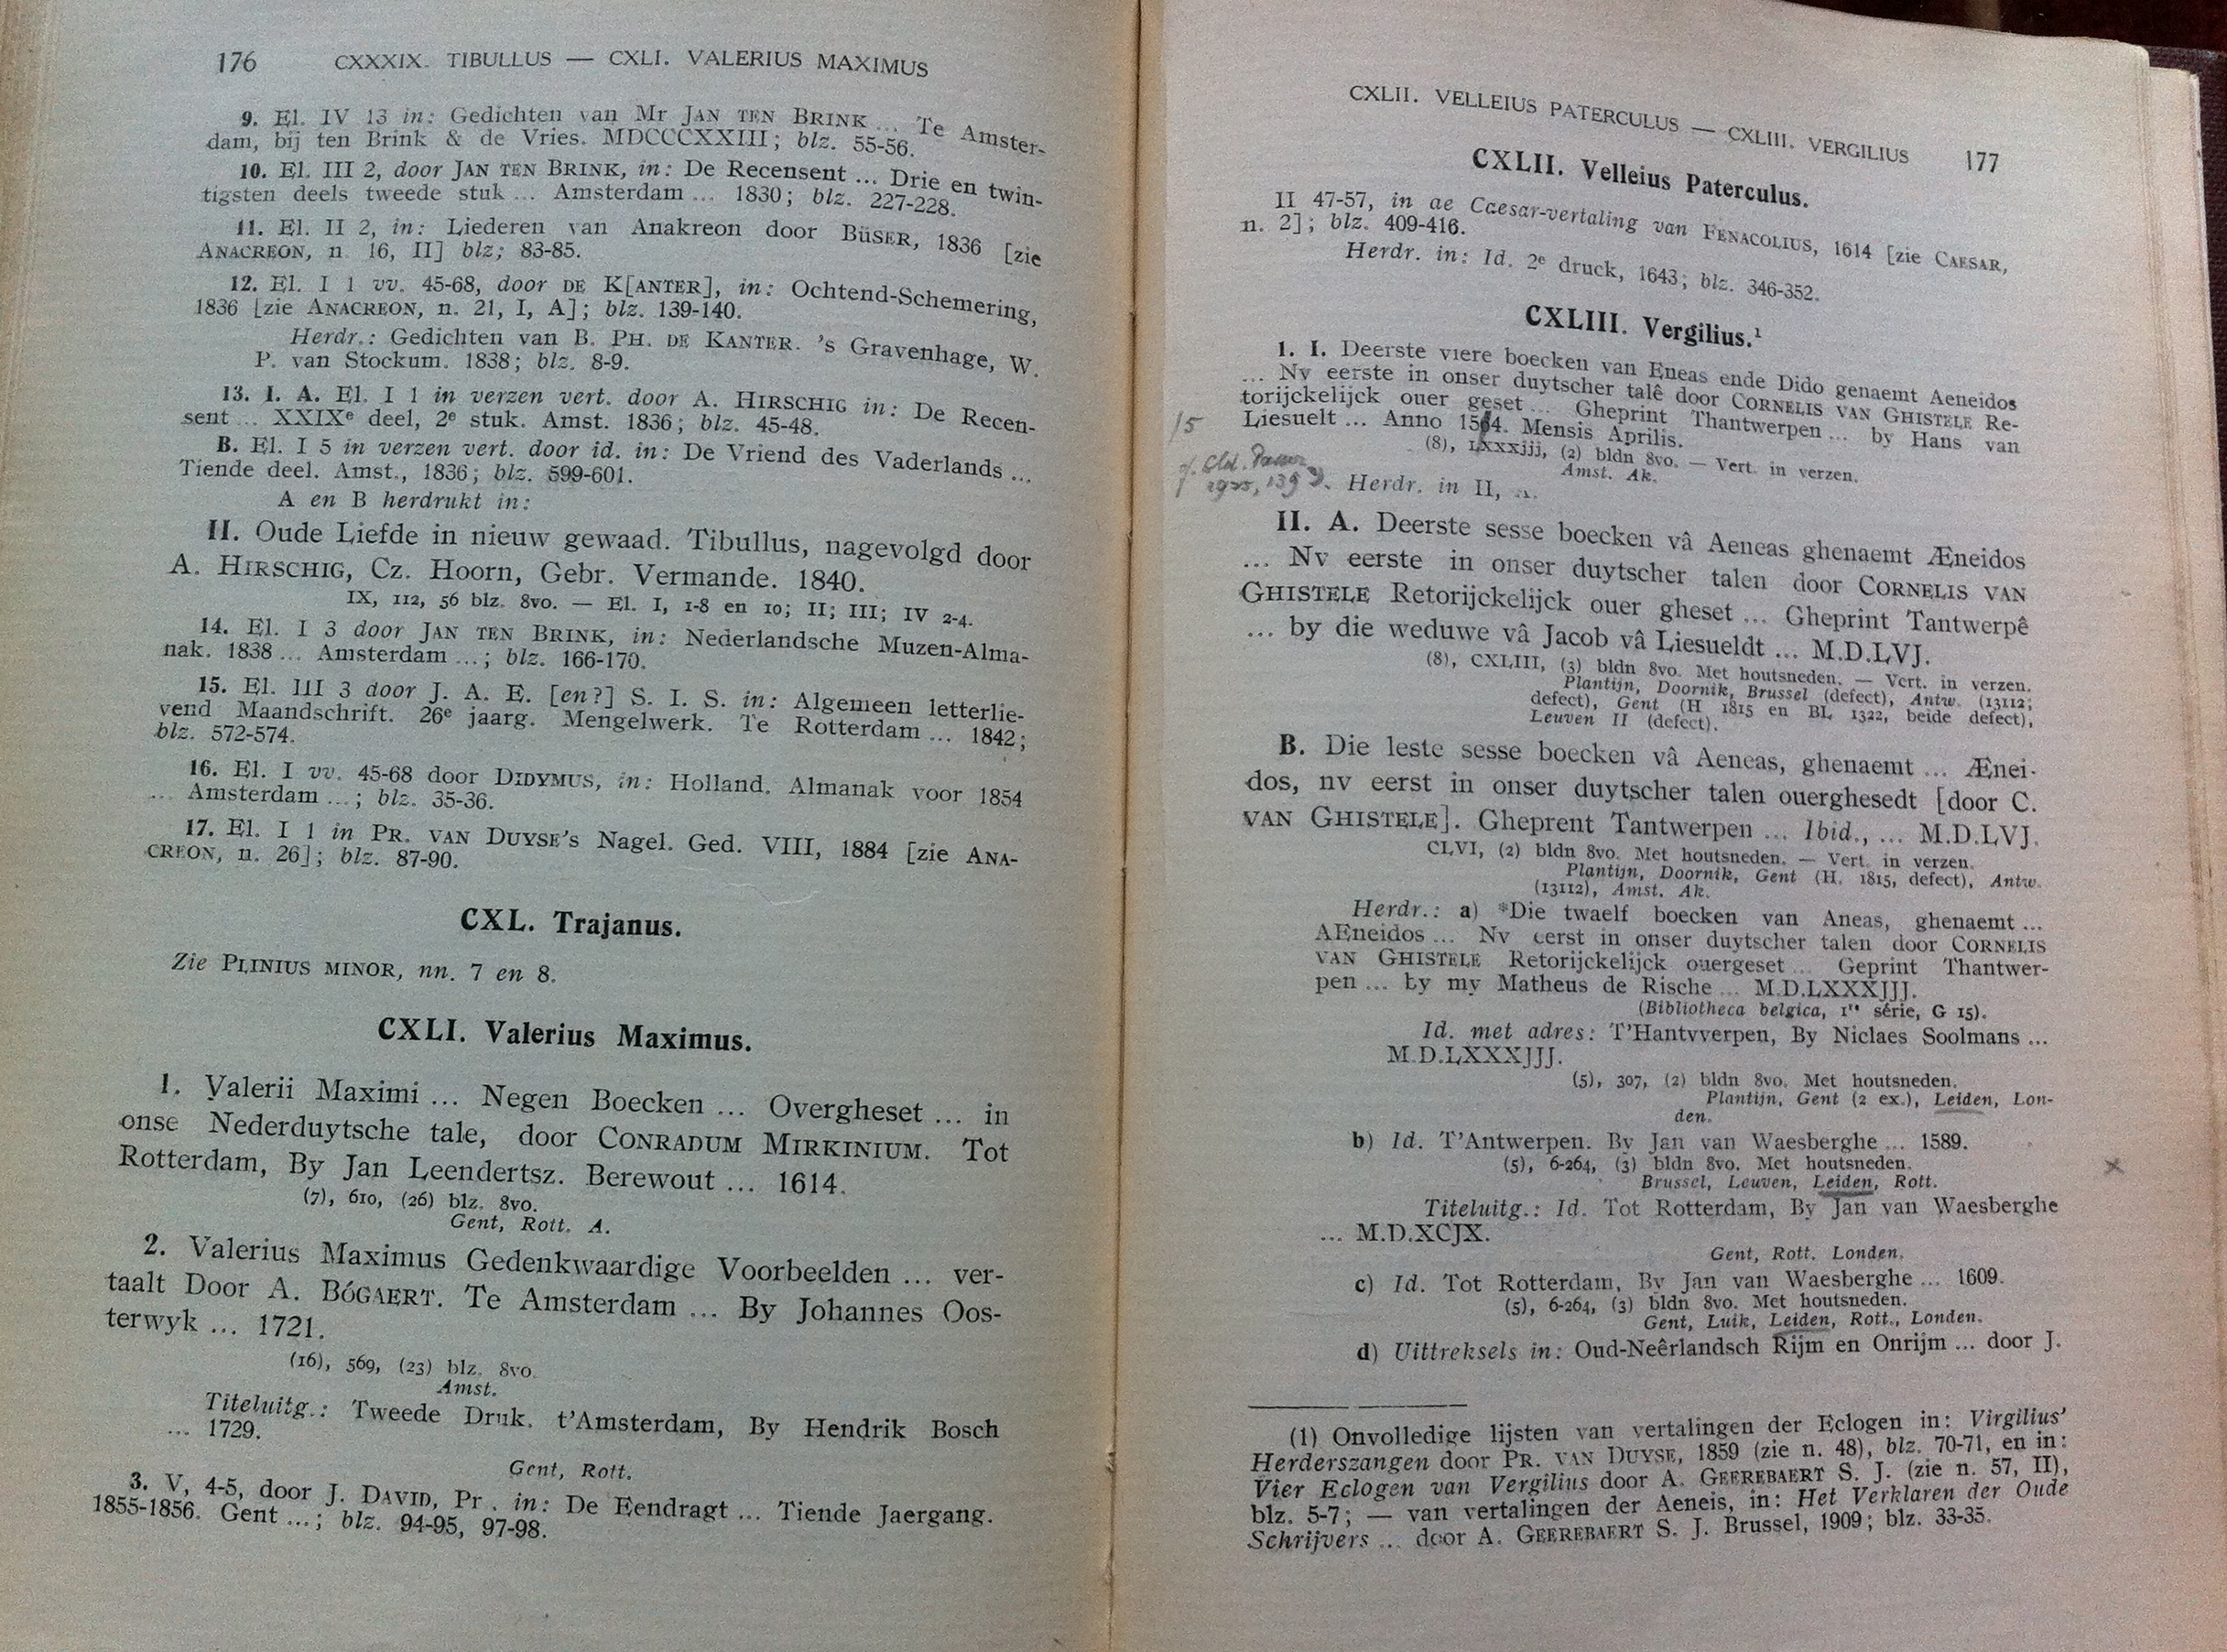 176 CXXXIX. TIBULLUS — CXLI. VALERIUS MAXIMUS
9. El. IV 13 in: Gedichten van Mr JAN TEN BRINK ... Te Amster-
dam, bij ten Brink & de Vries. MDCCCXXIII; blz. 55-56.
10. El. III 2, door JAN TEN BRINK, in: De Recensent ... Drie en twin-
tigsten deels tweede stuk ... Amsterdam ... 1830; blz. 227-228.
11. El. II 2, in: Liederen van Anakreon door BÜSER, 1836 [zie
ANACREON, n. 16, II] blz; 83-85.
12. El. I 1 vv. 45-68, door DE K[ANTER], in: Ochtend-Schemering,
1836 [zie ANACREON, n. 21, I, A]; blz. 139-140.
Herdr.: Gedichten van B. PH. DE KANTER. 's Gravenhage, W.
P. van Stockum. 1838; blz. 8-9.
13. I. A. El. I 1 in verzen vert. door A. HIRSCHIG in: De Recen-
sent ... XXIXe deel, 2e stuk. Amst. 1836; blz. 45-48.
B. El. I 5 in verzen vert. door id. in: De Vriend des Vaderlands ...
Tiende deel. Amst., 1836; blz. 599-601.
A en B herdrukt in:
II. Oude Liefde in nieuw gewaad. Tibullus, nagevolgd door
A. HIRSCHIG, Cz. Hoorn, Gebr. Vermande. 1840.
IX, 112, 56 blz. 8vo. — El. I, 1-8 en 10; II; III; IV 2-4.
14. El. I 3 door JAN TEN BRINK, in: Nederlandsche Muzen-Alma-
nak. 1838 ... Amsterdam ...; blz. 166-170.
15. El. III 3 door J. A. E. [en?] S. I. S. in: Algemeen letterlie-
vend Maandschrift. 26e jaarg. Mengelwerk. Te Rotterdam ... 1842;
blz. 572-574.
16. El. I vv. 45-68 door DIDYMUS, in: Holland. Almanak voor 1854
... Amsterdam ...; blz. 35-36.
17. El. I 1 in PR. VAN DUYSE's Nagel. Ged. VIII, 1884 [zie ANA-
CREON, n. 26]; blz. 87-90.
CXL. Trajanus.
Zie PLINIUS MINOR, nn. 7 en 8.
CXLI. Valerius Maximus.
1. Valerii Maximi ... Negen Boecken ... Overgheset ... in
onse Nederduytsche tale, door CONRADUM MIRKINIUM. Tot
Rotterdam, By Jan Leendertsz. Berewout ... 1614.
(7), 610, (26) blz. 8vo.
Gent, Rott. A.
2. Valerius Maximus Gedenkwaardige Voorbeelden ... ver-
taalt Door A. BÓGAERT. Te Amsterdam ... By Johannes Oos-
terwyk ... 1721.
(16), 569, (23) blz. 8vo.
Amst.
Titeluitg.: Tweede Druk. t'Amsterdam, By Hendrik Bosch
... 1729.
Gent, Rott.
3. V, 4-5, door J. DAVID, Pr. in: De Eendragt ... Tiende Jaergang.
1855-1856. Gent ...; blz. 94-95, 97-98.
CXLII. VELLEIUS PATERCULUS — CXLIII. VERGILIUS 177
CXLII. Velleius Paterculus.
II 47-57, in de Caesar-vertaling van FENACOLIUS, 1614 [zie CAESAR,
n. 2]; blz. 409-416.
Herdr. in: Id. 2e druck, 1643; blz. 346-352.
CXLIII. Vergilius.1
1. I. Deerste viere boecken van Eneas ende Dido genaemt Aeneidos
... Nv eerste in onser duytscher talê door CORNELIS VAN GHISTELE Re-
torijckelijck ouer geset ... Gheprint Thantwerpen ... by Hans van
Liesuelt ... Anno 1564. Mensis Aprilis.
/5
(8), LXXXjjj, (2) bldn 8vo. — Vert. in verzen.
Amst. Ak.
1925, 139
Herdr. in II, A.
II. A. Deerste sesse boecken vâ Aeneas ghenaemt Æneidos
... Nv eerste in onser duytscher talen door CORNELIS VAN
GHISTELE Retorijckelijck ouer gheset ... Gheprint Tantwerpê
... by die weduwe vâ Jacob vâ Liesueldt ... M.D.LVJ.
(8), CXLIII, (3) bldn 8vo. Met houtsneden. — Vert. in verzen.
Plantijn, Doornik, Brussel (defect), Antw. (13112;
defect), Gent (H 1815 en BL 1322, beide defect),
Leuven II (defect).
B. Die leste sesse boecken vâ Aeneas, ghenaemt ... Ænei-
dos, nv eerst in onser duytscher talen ouerghesedt [door C.
VAN GHISTELE]. Gheprent Tantwerpen ... Ibid., ... M.D.LVJ.
CLVI, (2) bldn 8vo. Met houtsneden. — Vert. in verzen.
Plantijn, Doornik, Gent (H. 1815, defect), Antw.
(13112), Amst. Ak.
Herdr.: a) *Die twaelf boecken van Aneas, ghenaemt ...
AEneidos ... Nv eerst in onser duytscher talen door CORNELIS
VAN GHISTELE Retorijckelijck ouergeset ... Geprint Thantwer-
pen ... by my Matheus de Rische ... M.D.LXXXJJJ.
(Bibliotheca belgica, 1re série, G 15).
Id. met adres: T'Hantvverpen, By Niclaes Soolmans ...
M.D.LXXXJJJ.
(5), 307, (2) bldn 8vo. Met houtsneden.
Plantijn, Gent (2 ex.), Leiden, Lon-
den.
b) Id. T'Antwerpen. By Jan van Waesberghe ... 1589.
(5), 6-264, (3) bldn 8vo. Met houtsneden.
Brussel, Leuven, Leiden, Rott.
Titeluitg.: Id. Tot Rotterdam, By Jan van Waesberghe
... M.D.XCJX.
Gent, Rott. Londen.
c) Id. Tot Rotterdam, By Jan van Waesberghe ... 1609.
(5), 6-264, (3) bldn 8vo. Met houtsneden.
Gent, Luik, Leiden, Rott., Londen.
d) Uittreksels in: Oud-Neêrlandsch Rijm en Onrijm ... door J.
(1) Onvolledige lijsten van vertalingen der Eclogen in: Virgilius'
Herderszangen door PR. VAN DUYSE, 1859 (zie n. 48), blz. 70-71, en in:
Vier Eclogen van Vergilius door A. GEEREBAERT S. J. (zie n. 57, II),
blz. 5-7; — van vertalingen der Aeneis, in: Het Verklaren der Oude
Schrijvers ... door A. GEEREBAERT S. J. Brussel, 1909; blz. 33-35.